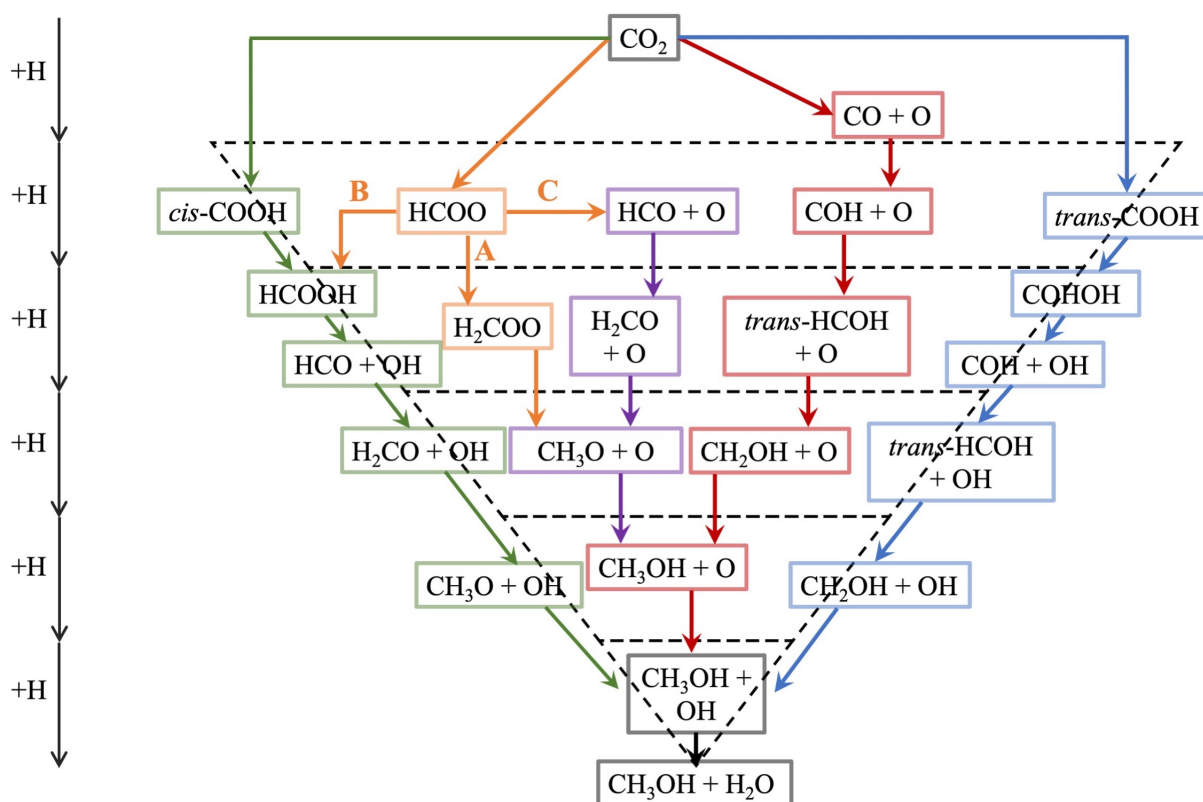 CO₂
+H
CO + O
+H
B
C
cis-COOH
HCOO
HCO + O
COH + O
trans-COOH
A
HCOOH
COHOH
+H
H₂COO
H₂CO
+ O
trans-HCOH
+ O
HCO + OH
COH + OH
+H
H₂CO + OH
CH₃O + O
CH₂OH + O
trans-HCOH
+ OH
+H
CH₃O + OH
CH₃OH + O
CH₂OH + OH
+H
CH₃OH +
OH
CH₃OH + H₂O